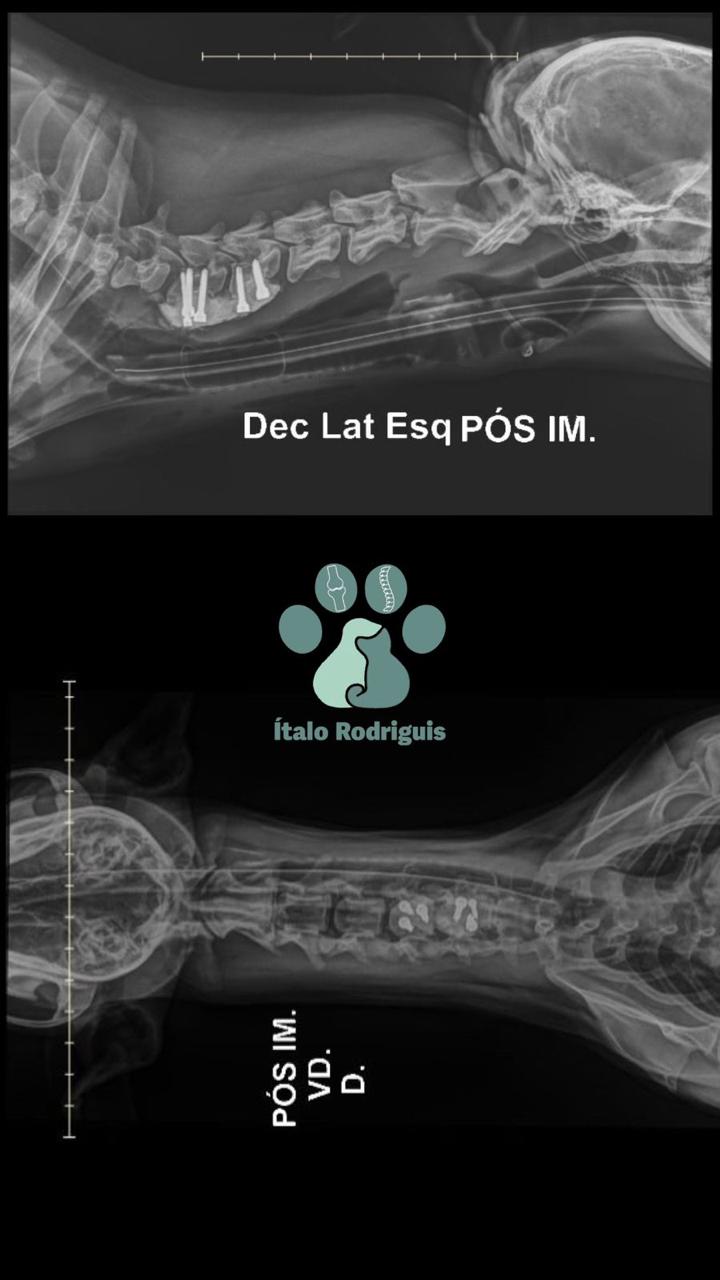 Dec Lat Esq PÓS IM.
Ítalo Rodriguis
PÓS IM.
VD.
D.